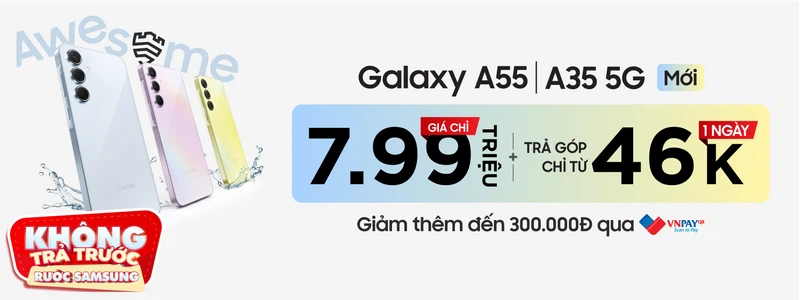 Awesome
SAMSUNG
Galaxy A55 | A35 5G Mới
GIÁ CHỈ
7.99 TRIỆU
+
TRẢ GÓP
CHỈ TỪ
46K
1 NGÀY
Giảm thêm đến 300.000Đ qua VNPAY QR
Scan to Pay
KHÔNG
TRẢ TRƯỚC
RƯỚC SAMSUNG